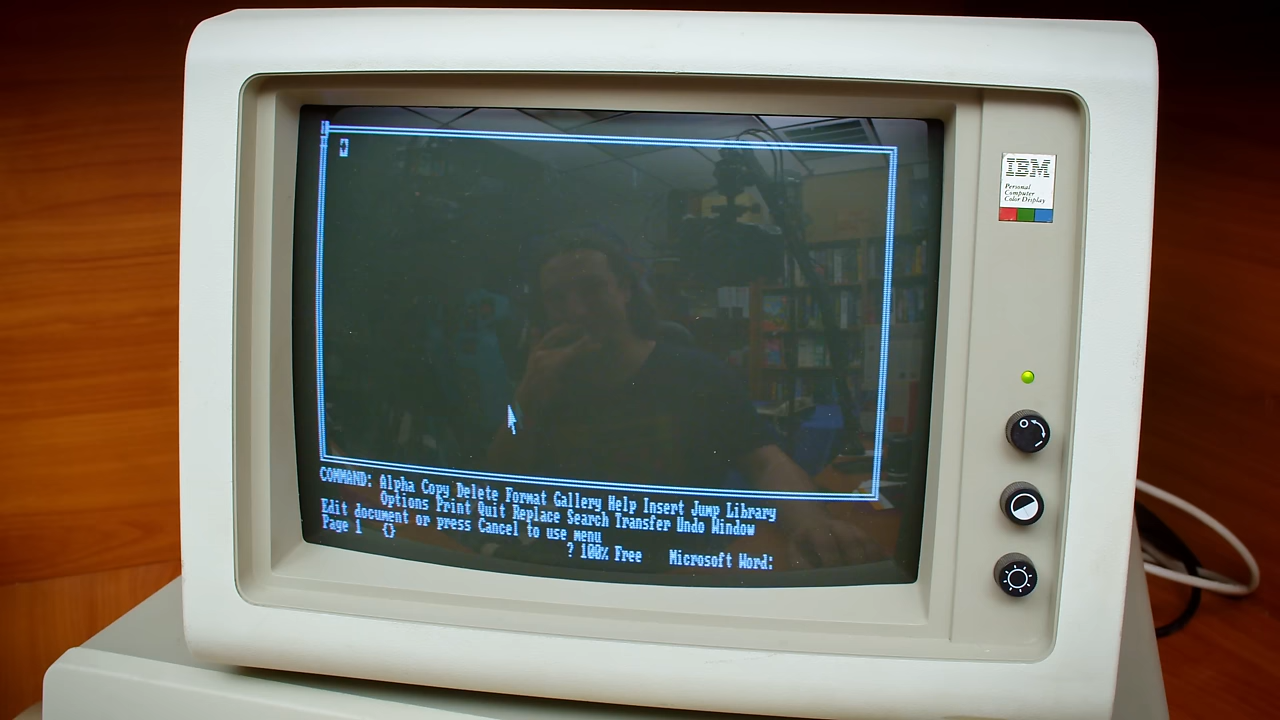 COMMAND: Alpha Copy Delete Format Gallery Help Insert Jump Library
Options Print Quit Replace Search Transfer Undo Window
Edit document or press Cancel to use menu
Page 1 {} ? 100% Free Microsoft Word:
IBM
Personal
Computer
Color Display